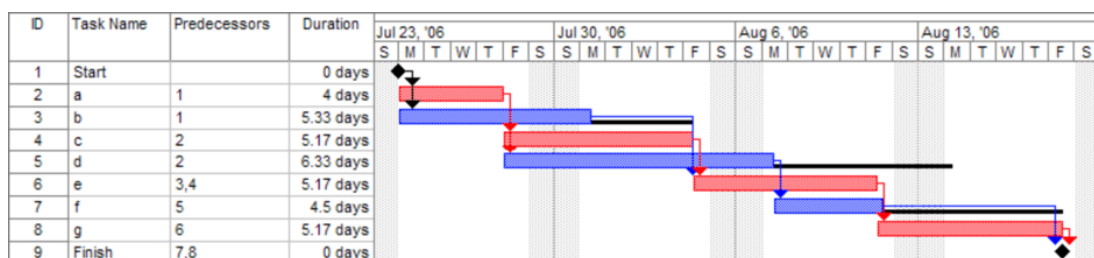 ID Task Name Predecessors Duration Jul 23, '06 Jul 30, '06 Aug 6, '06 Aug 13, '06
S M T W T F S S M T W T F S S M T W T F S S M T W T F S
1 Start 0 days
2 a 1 4 days
3 b 1 5.33 days
4 c 2 5.17 days
5 d 2 6.33 days
6 e 3,4 5.17 days
7 f 5 4.5 days
8 g 6 5.17 days
9 Finish 7,8 0 days